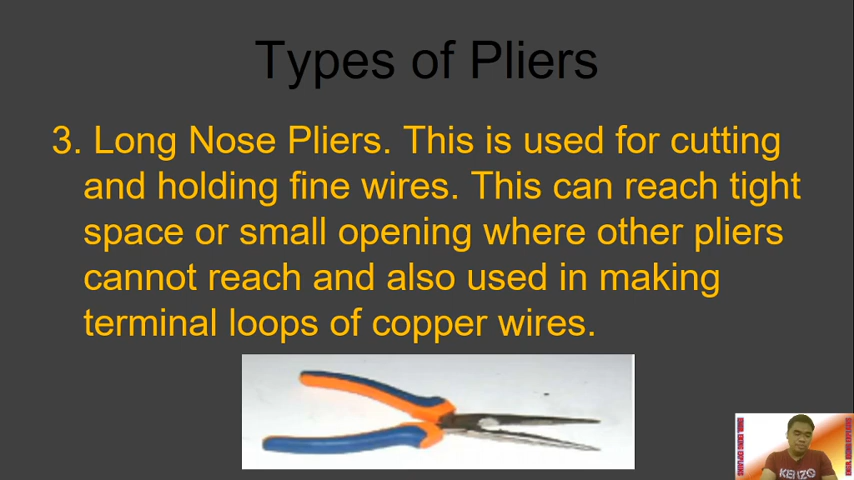 Types of Pliers
3. Long Nose Pliers. This is used for cutting
and holding fine wires. This can reach tight
space or small opening where other pliers
cannot reach and also used in making
terminal loops of copper wires.
KENZO